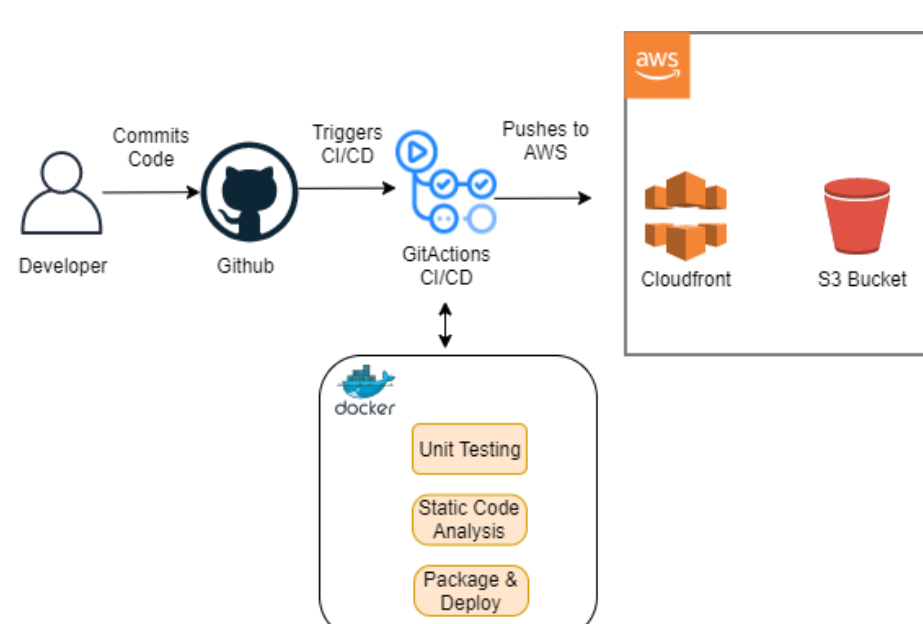 aws
Commits
Code
Triggers
CI/CD
Pushes to
AWS
Developer
Github
GitActions
CI/CD
Cloudfront
S3 Bucket
docker
Unit Testing
Static Code
Analysis
Package &
Deploy